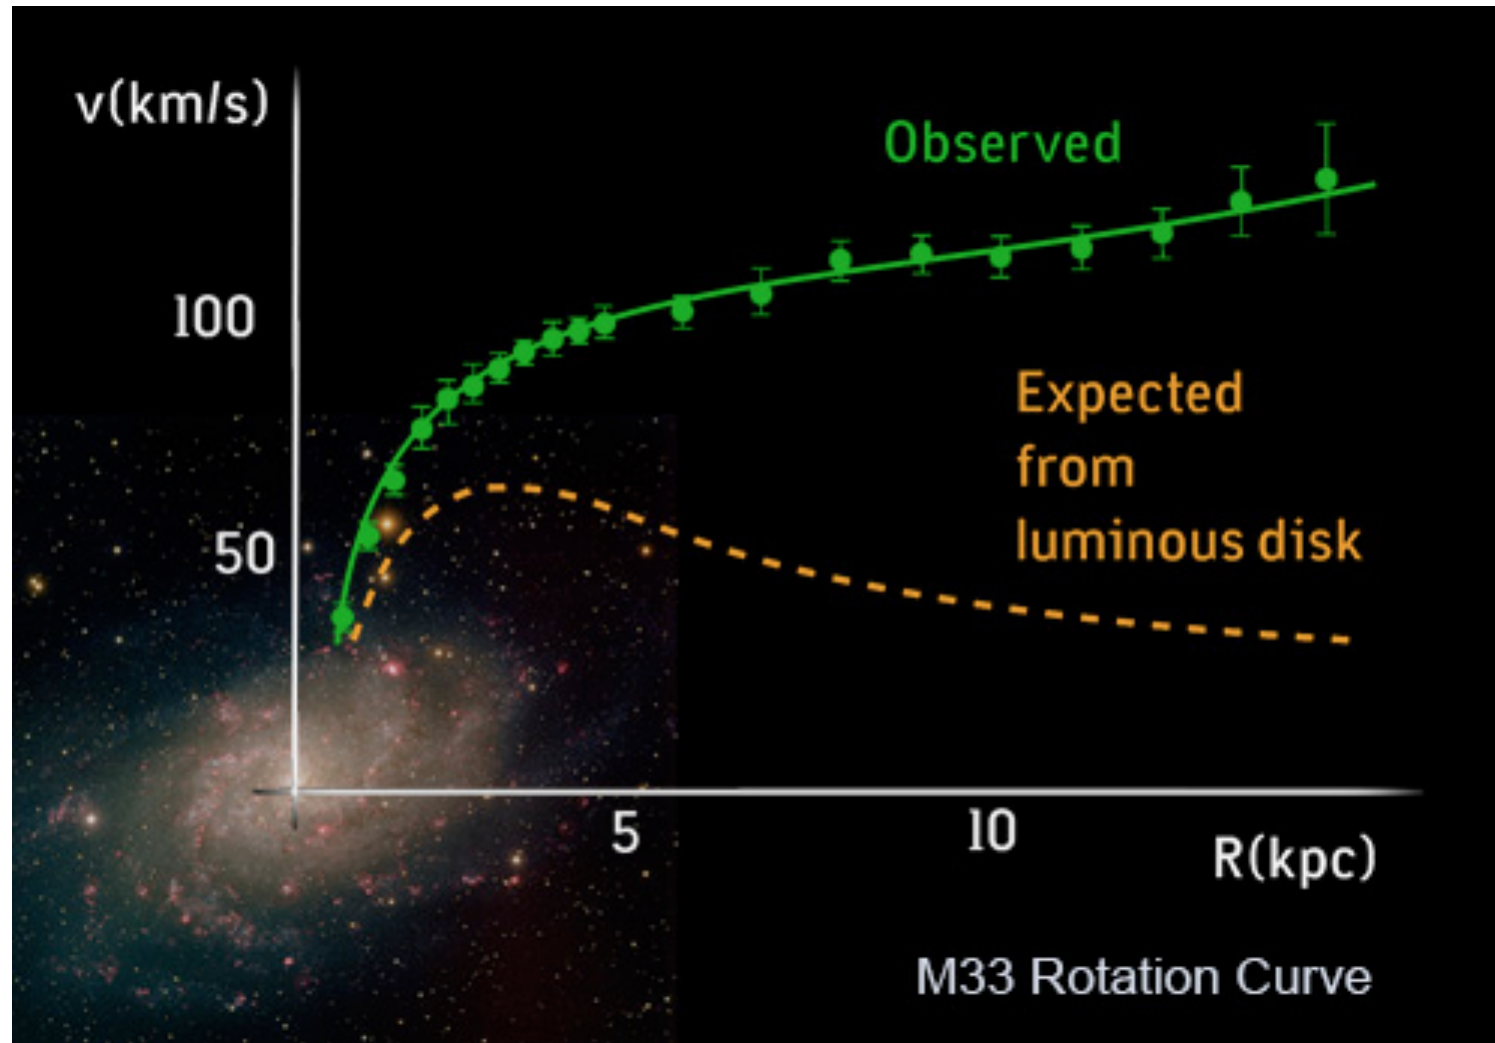 v(km/s)
Observed
100
Expected
from
luminous disk
50
5
10
R(kpc)
M33 Rotation Curve